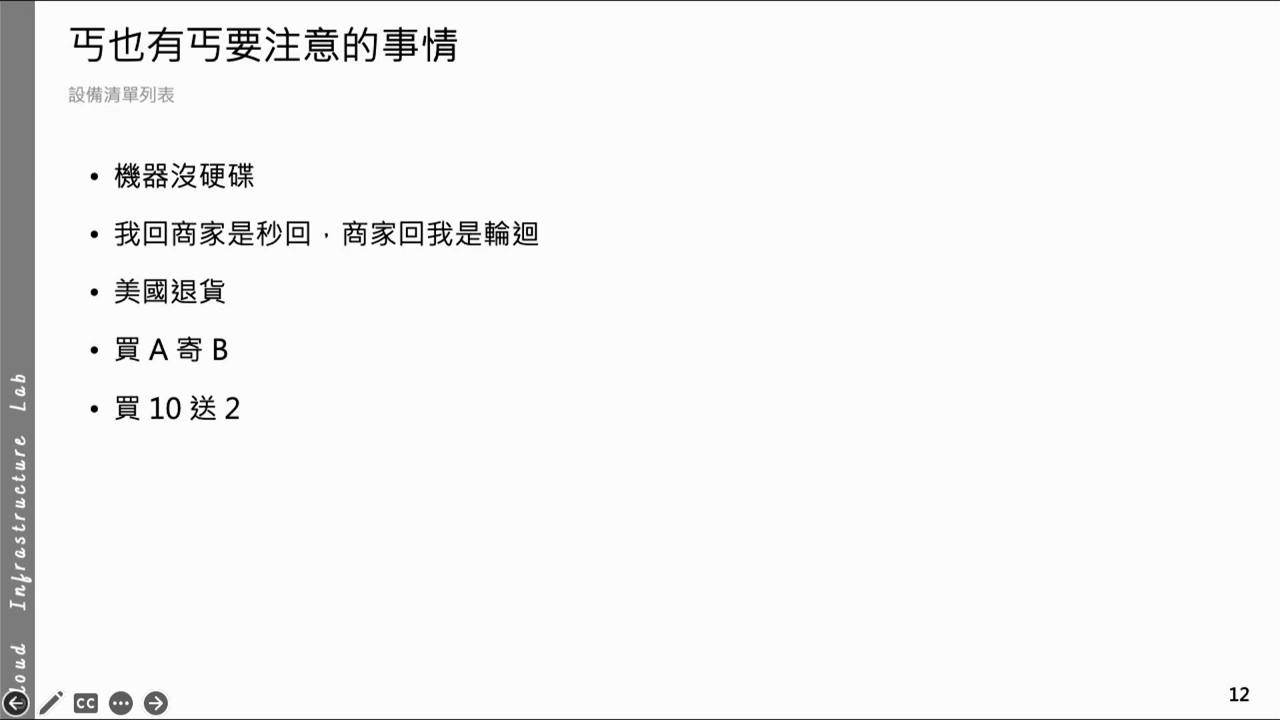 丐也有丐要注意的事情
設備清單列表
• 機器沒硬碟
• 我回商家是秒回，商家回我是輪迴
• 美國退貨
• 買 A 寄 B
• 買 10 送 2
loud Infrastructure Lab
CC
12